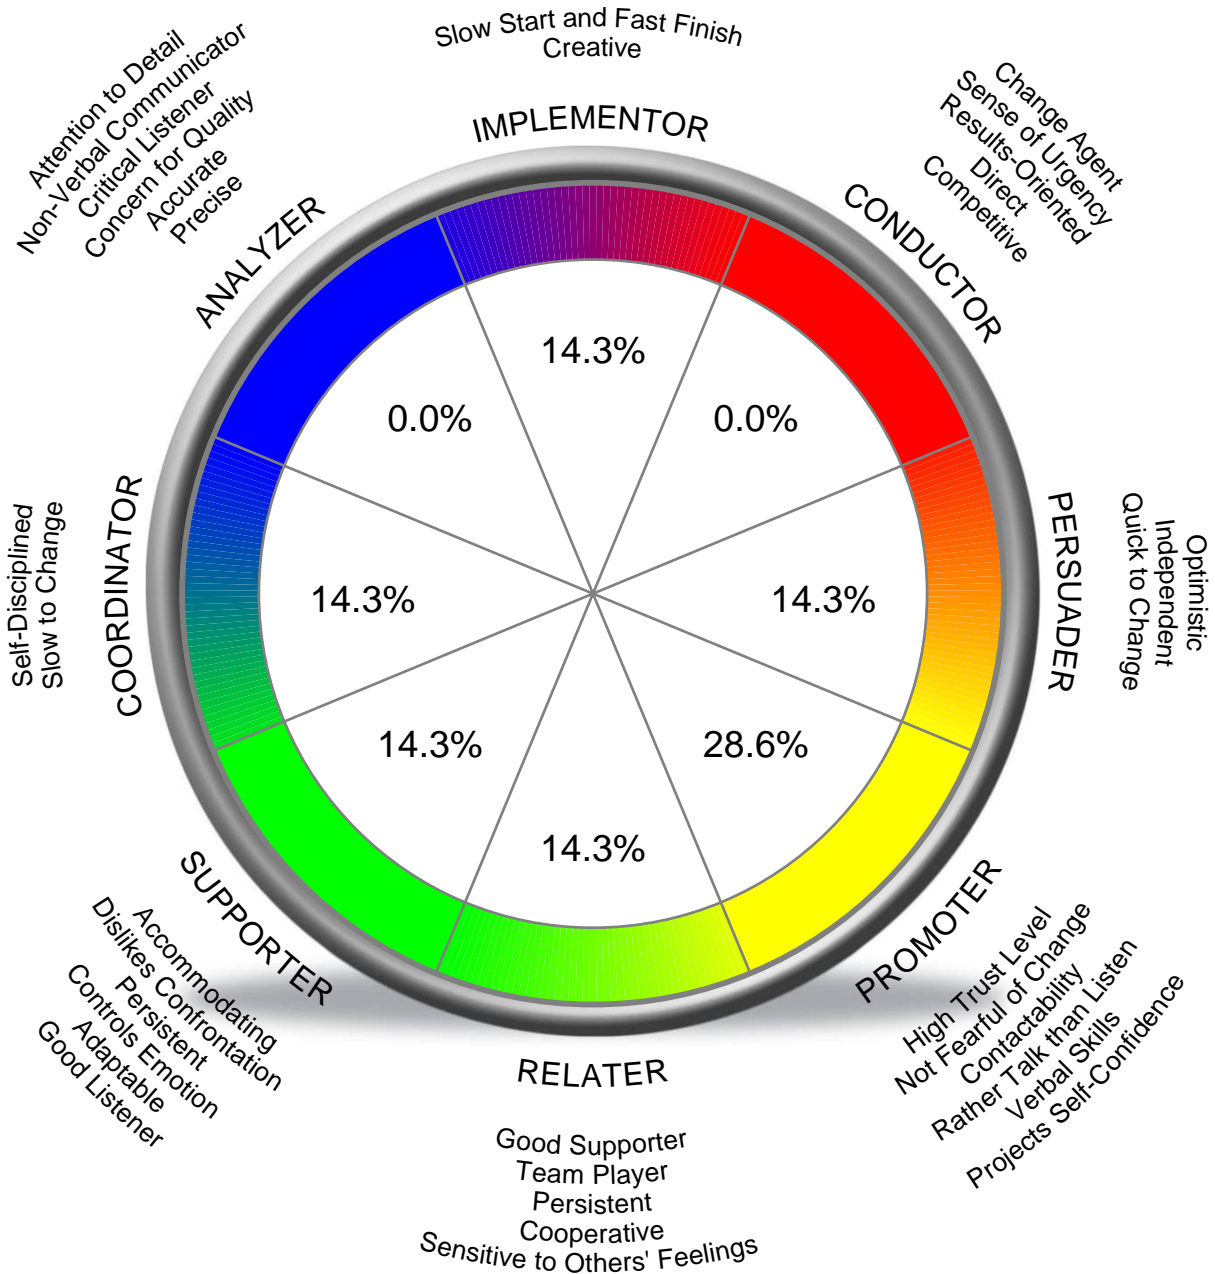 Slow Start and Fast Finish
Creative
IMPLEMENTOR
Change Agent
Sense of Urgency
Results-Oriented
Direct
Competitive
CONDUCTOR
Optimistic
Independent
Quick to Change
PERSUADER
PROMOTER
High Trust Level
Not Fearful of Change
Contactability
Rather Talk than Listen
Verbal Skills
Projects Self-Confidence
RELATER
Good Supporter
Team Player
Persistent
Cooperative
Sensitive to Others' Feelings
SUPPORTER
Accommodating
Dislikes Confrontation
Persistent
Controls Emotion
Adaptable
Good Listener
COORDINATOR
Self-Disciplined
Slow to Change
Attention to Detail
Non-Verbal Communicator
Critical Listener
Concern for Quality
Accurate
Precise
ANALYZER
14.3%
0.0%
0.0%
14.3%
14.3%
14.3%
28.6%
14.3%